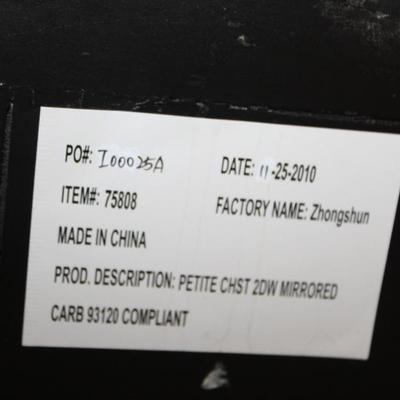 PO#: I00025A DATE: 11-25-2010
ITEM#: 75808 FACTORY NAME: Zhongshun
MADE IN CHINA
PROD. DESCRIPTION: PETITE CHST 2DW MIRRORED
CARB 93120 COMPLIANT